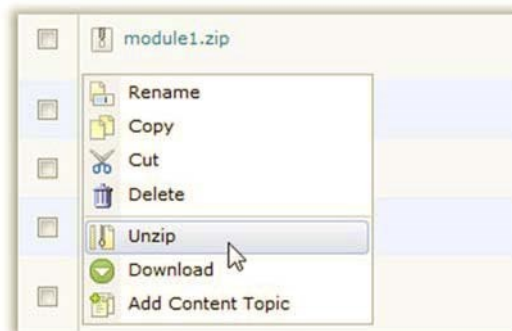 module1.zip
Rename
Copy
Cut
Delete
Unzip
Download
Add Content Topic